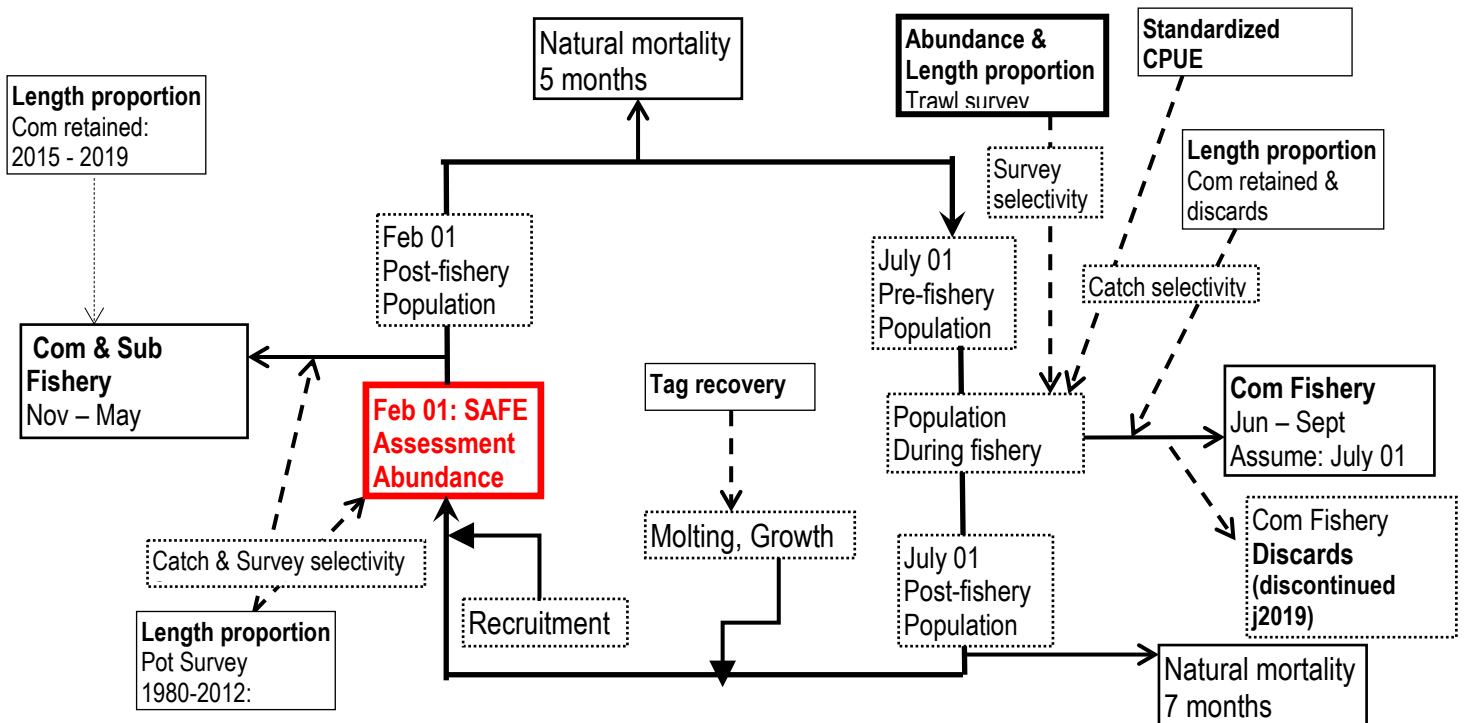 Natural mortality
5 months
Abundance &
Length proportion
Trawl survey
Standardized
CPUE
Length proportion
Com retained:
2015 - 2019
Survey
selectivity
Length proportion
Com retained &
discards
Feb 01
Post-fishery
Population
July 01
Pre-fishery
Population
Catch selectivity
Com & Sub
Fishery
Nov – May
Feb 01: SAFE
Assessment
Abundance
Tag recovery
Population
During fishery
Com Fishery
Jun – Sept
Assume: July 01
Catch & Survey selectivity
Molting, Growth
July 01
Post-fishery
Population
Com Fishery
Discards
(discontinued
j2019)
Recruitment
Length proportion
Pot Survey
1980-2012:
Natural mortality
7 months